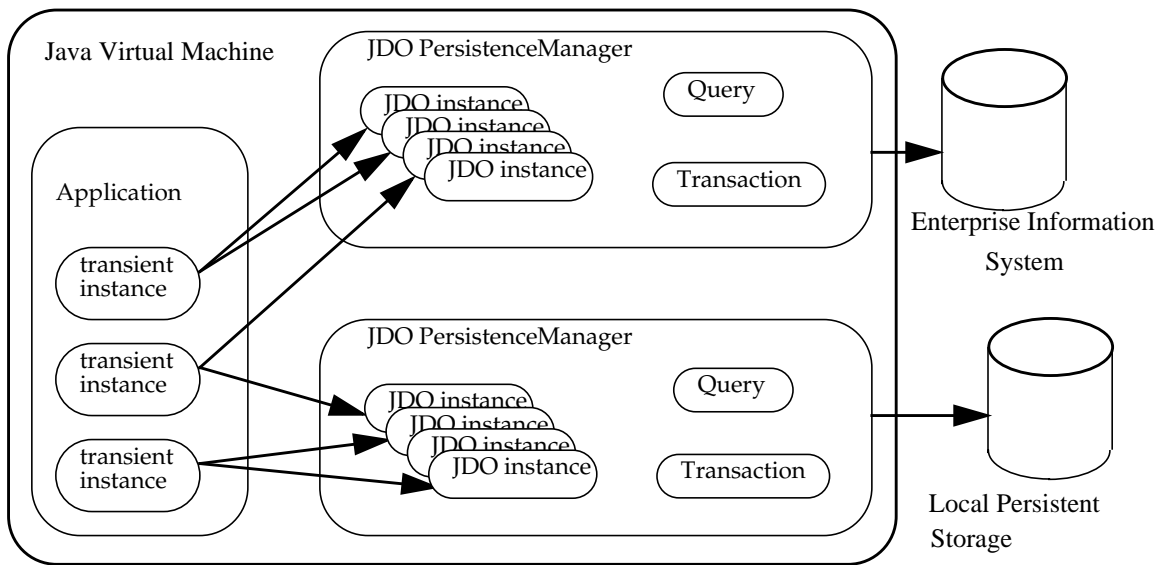 Java Virtual Machine
JDO PersistenceManager
JDO instance
JDO instance
JDO instance
JDO instance
Query
Transaction
Application
transient
instance
transient
instance
transient
instance
Enterprise Information
System
JDO PersistenceManager
JDO instance
JDO instance
JDO instance
JDO instance
Query
Transaction
Local Persistent
Storage